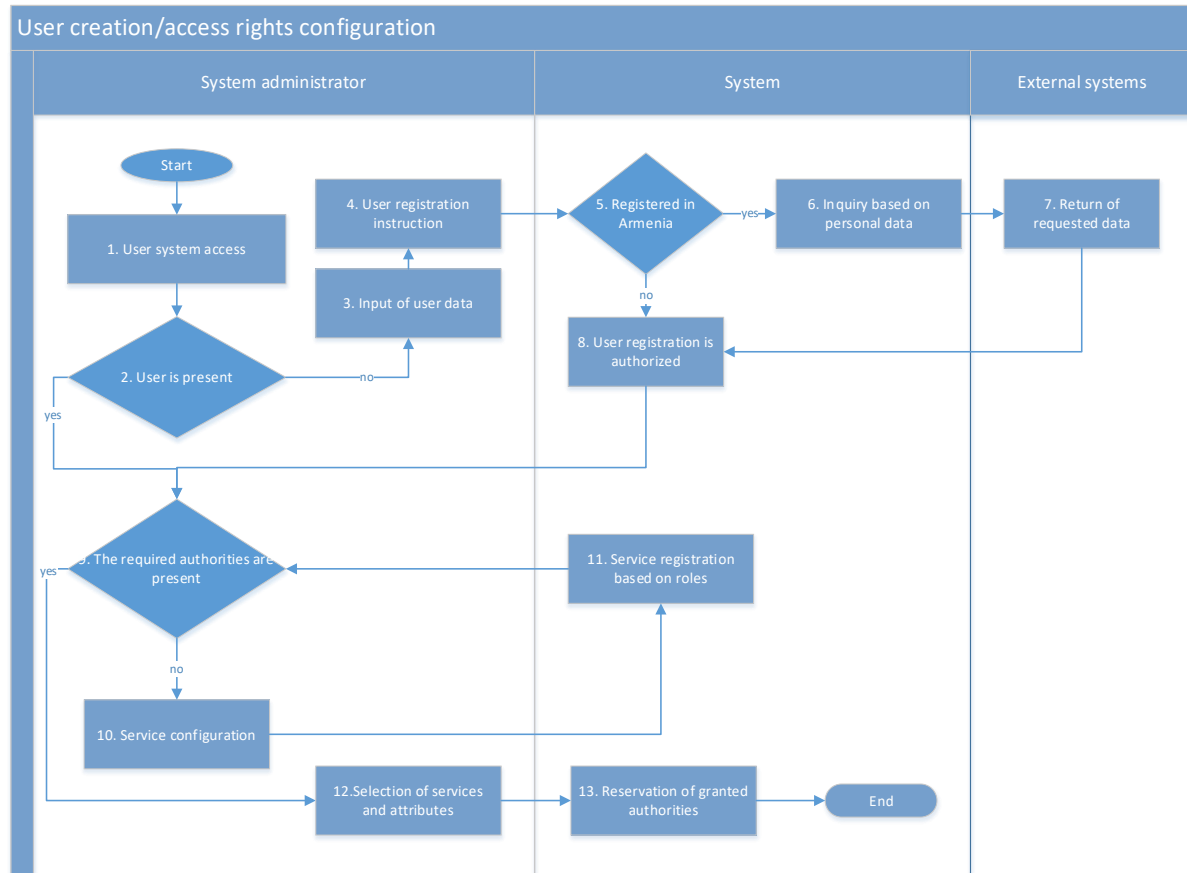 User creation/access rights configuration
System administrator
System
External systems
Start
4. User registration
instruction
5. Registered in
Armenia
yes
6. Inquiry based on
personal data
7. Return of
requested data
1. User system access
3. Input of user data
no
8. User registration is
authorized
2. User is present
no
yes
. The required authorities are
present
yes
11. Service registration
based on roles
no
10. Service configuration
12.Selection of services
and attributes
13. Reservation of granted
authorities
End